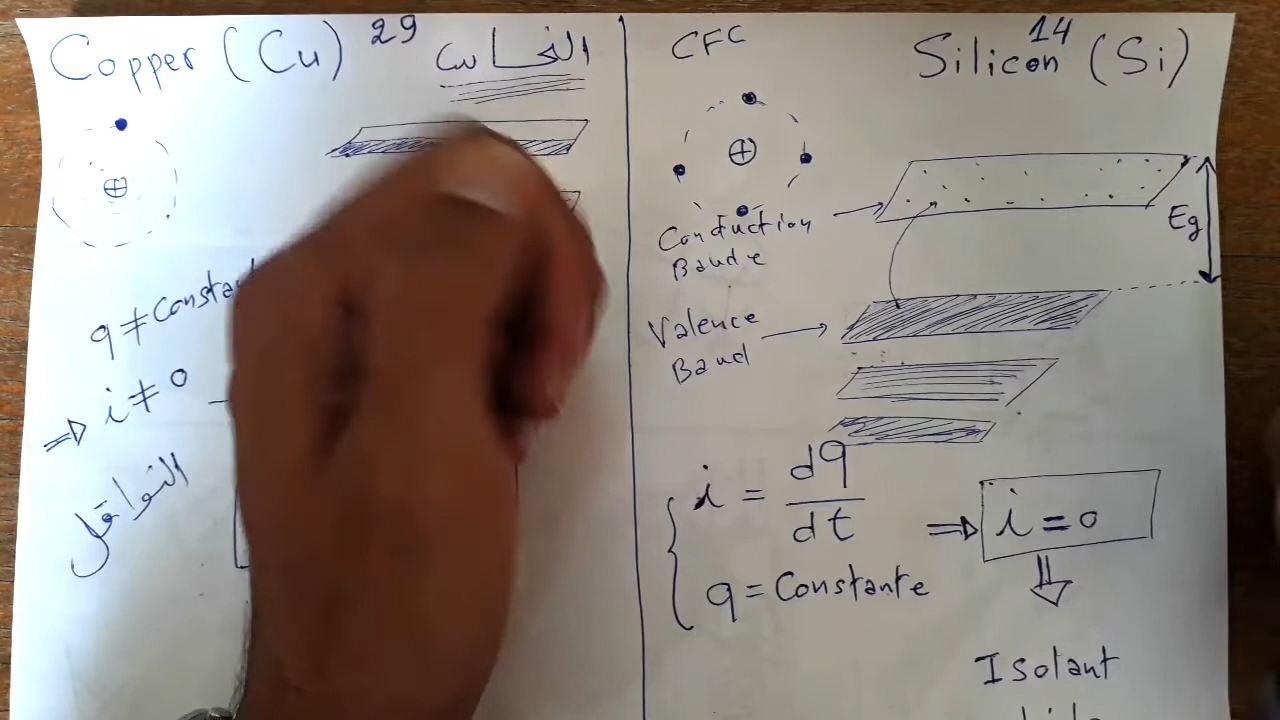 Copper (Cu) 29 النحاس
q ≠ Consta
⇒ i ≠ 0
النواقل
CFC
Silicon 14 (Si)
Conduction
Bande
Eg
Valence
Band
i = dq/dt
q = Constante
⇒ i = 0
⇓
Isolant